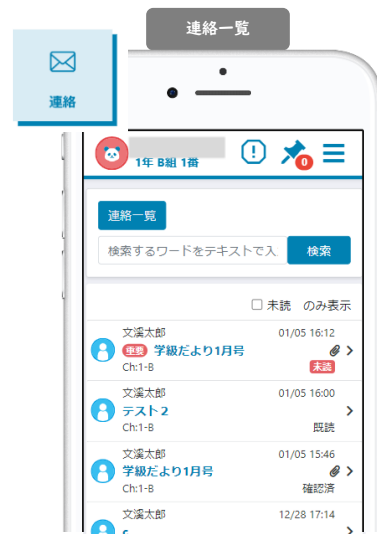 連絡一覧
連絡
1年 B組 1番
0
連絡一覧
検索するワードをテキストで入
検索
未読 のみ表示
文溪太郎 01/05 16:12
重要 学級だより1月号
Ch:1-B 未読
文溪太郎 01/05 16:00
テスト2
Ch:1-B 既読
文溪太郎 01/05 15:46
学級だより1月号
Ch:1-B 確認済
文溪太郎 12/28 17:14